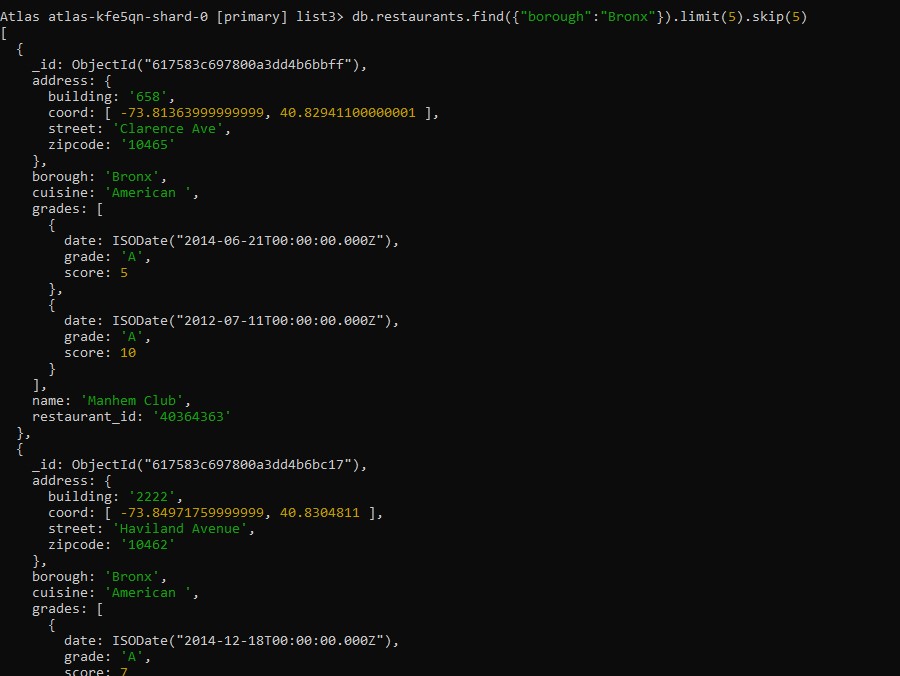 Atlas atlas-kfe5qn-shard-0 [primary] list3> db.restaurants.find({"borough":"Bronx"}).limit(5).skip(5)
[
  {
    _id: ObjectId("617583c697800a3dd4b6bbff"),
    address: {
      building: '658',
      coord: [ -73.81363999999999, 40.82941100000001 ],
      street: 'Clarence Ave',
      zipcode: '10465'
    },
    borough: 'Bronx',
    cuisine: 'American ',
    grades: [
      {
        date: ISODate("2014-06-21T00:00:00.000Z"),
        grade: 'A',
        score: 5
      },
      {
        date: ISODate("2012-07-11T00:00:00.000Z"),
        grade: 'A',
        score: 10
      }
    ],
    name: 'Manhem Club',
    restaurant_id: '40364363'
  },
  {
    _id: ObjectId("617583c697800a3dd4b6bc17"),
    address: {
      building: '2222',
      coord: [ -73.84971759999999, 40.8304811 ],
      street: 'Haviland Avenue',
      zipcode: '10462'
    },
    borough: 'Bronx',
    cuisine: 'American ',
    grades: [
      {
        date: ISODate("2014-12-18T00:00:00.000Z"),
        grade: 'A',
        score: 7